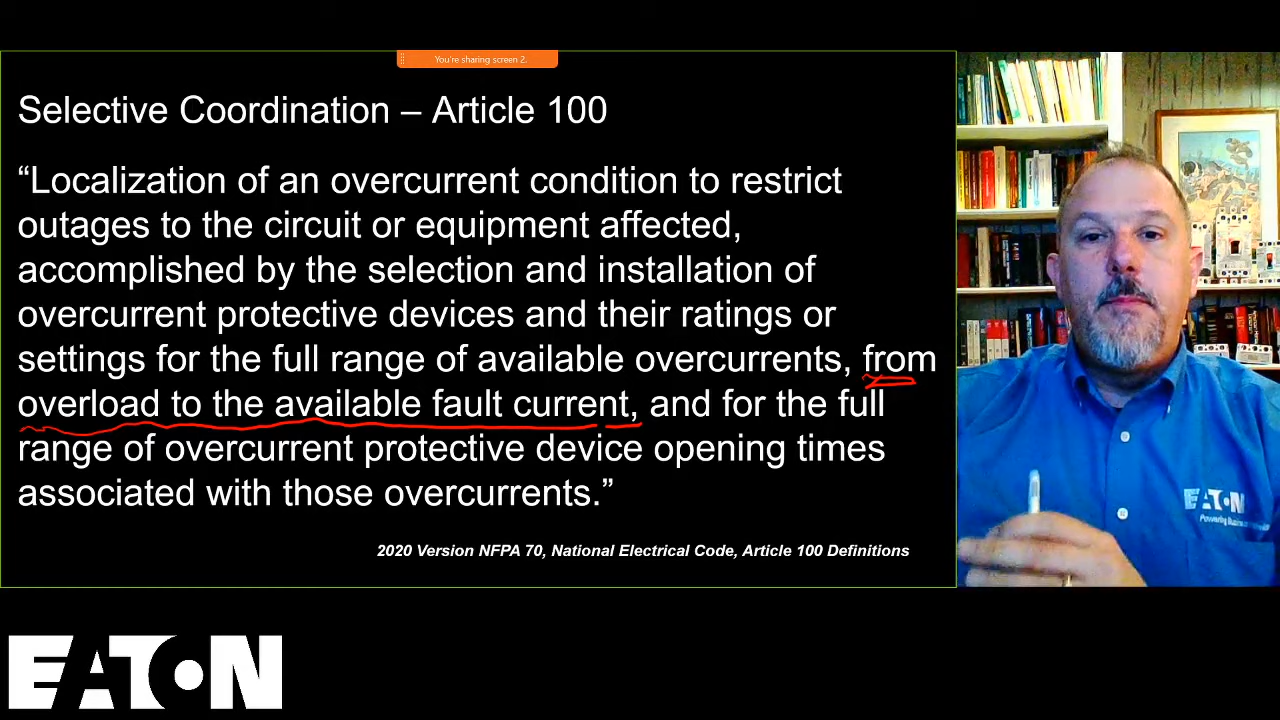 You're sharing screen 2.
Selective Coordination – Article 100
“Localization of an overcurrent condition to restrict
outages to the circuit or equipment affected,
accomplished by the selection and installation of
overcurrent protective devices and their ratings or
settings for the full range of available overcurrents, from
overload to the available fault current, and for the full
range of overcurrent protective device opening times
associated with those overcurrents.”
2020 Version NFPA 70, National Electrical Code, Article 100 Definitions
EATON
Powering
EATON